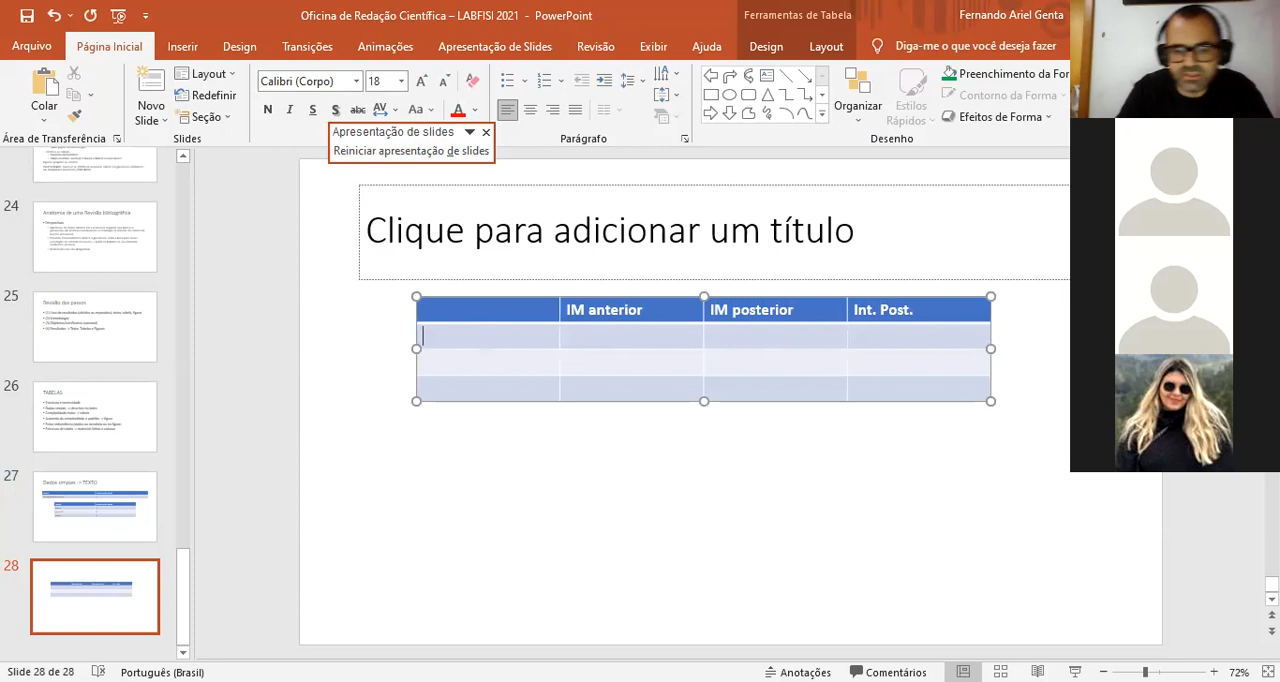 Oficina de Redação Científica – LABFISI 2021 - PowerPoint
Ferramentas de Tabela
Fernando Ariel Genta
Arquivo Página Inicial Inserir Design Transições Animações Apresentação de Slides Revisão Exibir Ajuda Design Layout Diga-me o que você deseja fazer
Colar
Área de Transferência
Novo
Slide
Layout
Redefinir
Seção
Slides
Calibri (Corpo) 18
N I S S abc AV Aa A
Apresentação de slides
Reiniciar apresentação de slides
Parágrafo
Organizar
Estilos
Rápidos
Preenchimento da For
Contorno da Forma
Efeitos de Forma
Desenho
24
Anatomia de uma Revisão bibliográfica
25
Revisão dos passos
26
TABELAS
27
Dados simples -> TEXTO
28
Clique para adicionar um título
IM anterior IM posterior Int. Post.
Slide 28 de 28 Português (Brasil) Anotações Comentários 72%